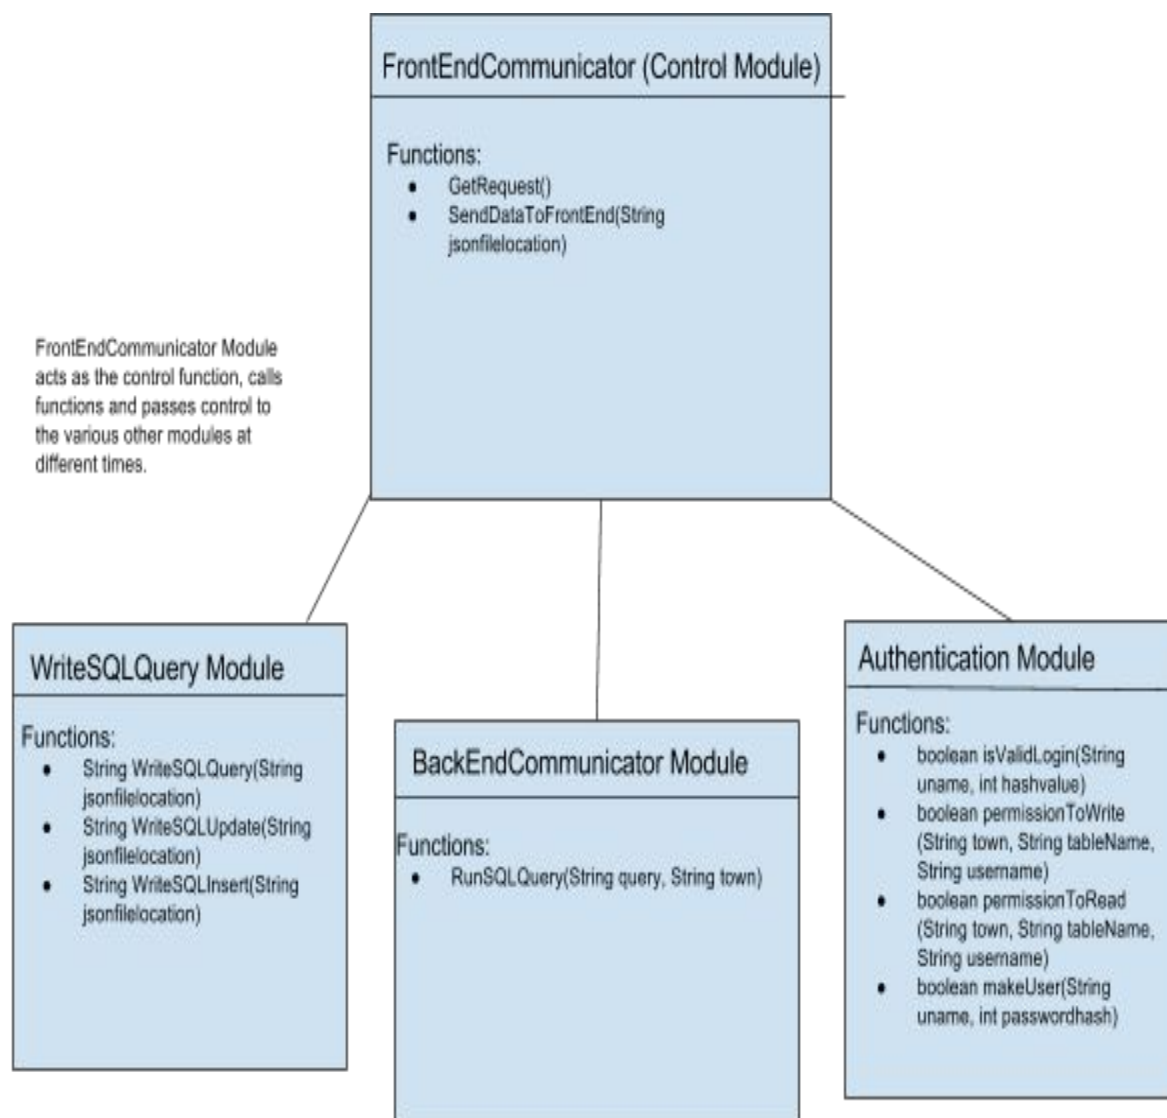 FrontEndCommunicator (Control Module)
Functions:
● GetRequest()
● SendDataToFrontEnd(String
jsonfilelocation)
FrontEndCommunicator Module
acts as the control function, calls
functions and passes control to
the various other modules at
different times.
WriteSQLQuery Module
Functions:
● String WriteSQLQuery(String
jsonfilelocation)
● String WriteSQLUpdate(String
jsonfilelocation)
● String WriteSQLInsert(String
jsonfilelocation)
BackEndCommunicator Module
Functions:
● RunSQLQuery(String query, String town)
Authentication Module
Functions:
● boolean isValidLogin(String
uname, int hashvalue)
● boolean permissionToWrite
(String town, String tableName,
String username)
● boolean permissionToRead
(String town, String tableName,
String username)
● boolean makeUser(String
uname, int passwordhash)